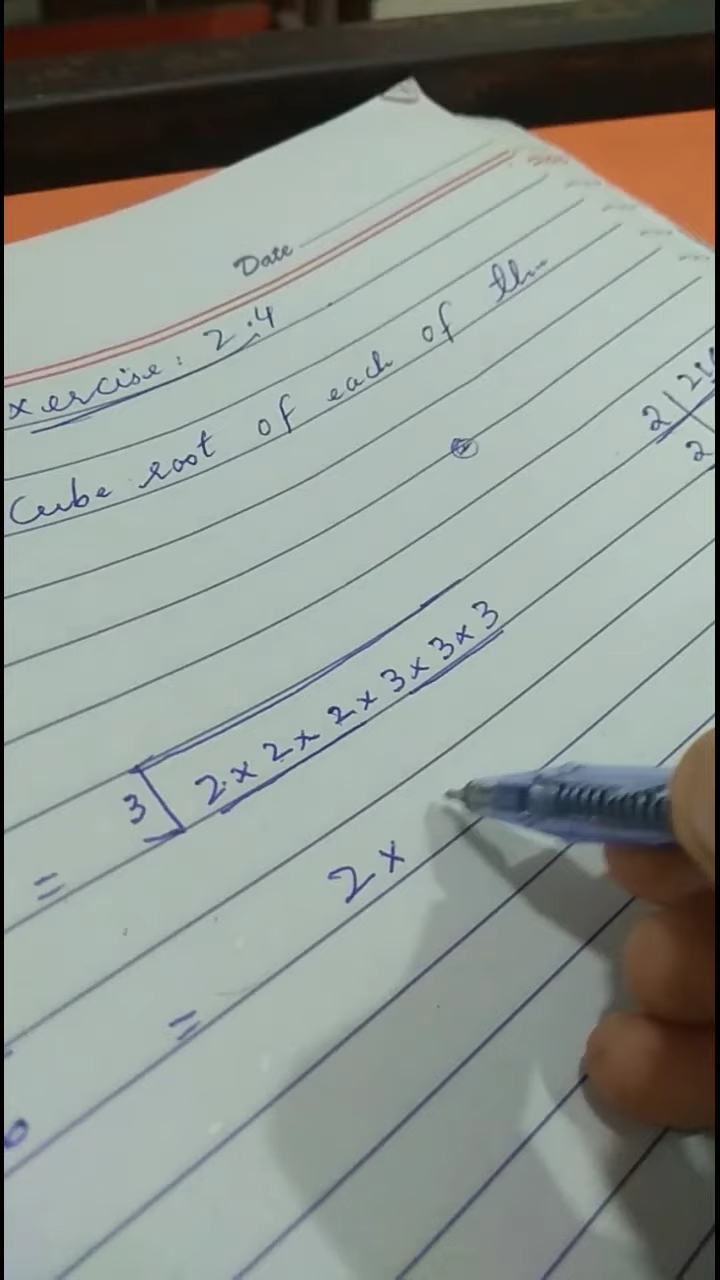 Date
xercise: 2.4
Cube root of each of the
2 | 21
2
= 3√ 2 x 2 x 2 x 3 x 3 x 3
= 2 x